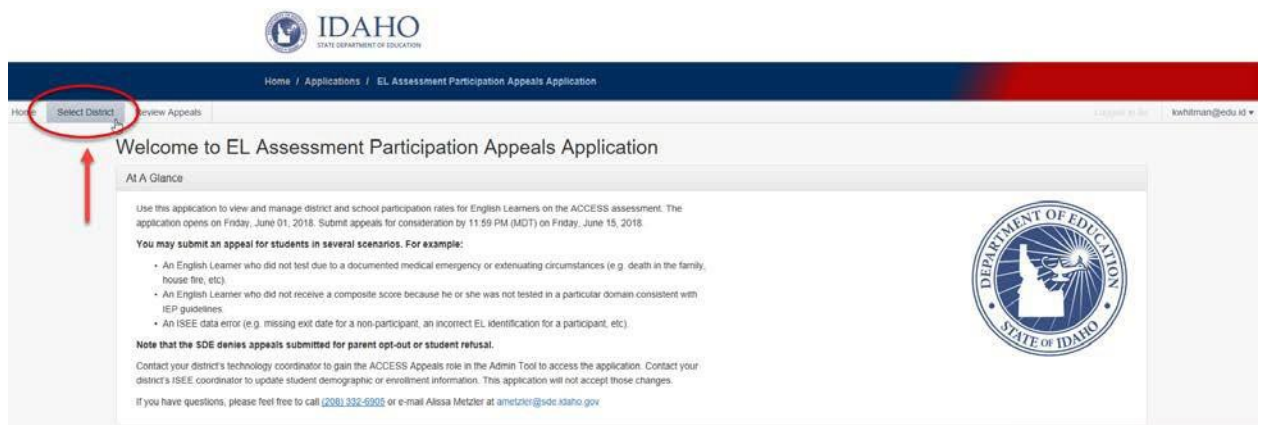 IDAHO
STATE DEPARTMENT OF EDUCATION
Home / Applications / EL Assessment Participation Appeals Application
Home Select District Review Appeals kwhitman@edu.id
Welcome to EL Assessment Participation Appeals Application
At A Glance
Use this application to view and manage district and school participation rates for English Learners on the ACCESS assessment. The
application opens on Friday, June 01, 2018. Submit appeals for consideration by 11:59 PM (MDT) on Friday, June 15, 2018.
You may submit an appeal for students in several scenarios. For example:
• An English Learner who did not test due to a documented medical emergency or extenuating circumstances (e.g. death in the family,
house fire, etc).
• An English Learner who did not receive a composite score because he or she was not tested in a particular domain consistent with
IEP guidelines.
• An ISEE data error (e.g. missing exit date for a non-participant, an incorrect EL identification for a participant, etc).
Note that the SDE denies appeals submitted for parent opt-out or student refusal.
Contact your district's technology coordinator to gain the ACCESS Appeals role in the Admin Tool to access the application. Contact your
district's ISEE coordinator to update student demographic or enrollment information. This application will not accept those changes.
If you have questions, please feel free to call (208) 332-6905 or e-mail Alissa Metzler at ametzler@sde.idaho.gov
DEPARTMENT OF EDUCATION
STATE OF IDAHO